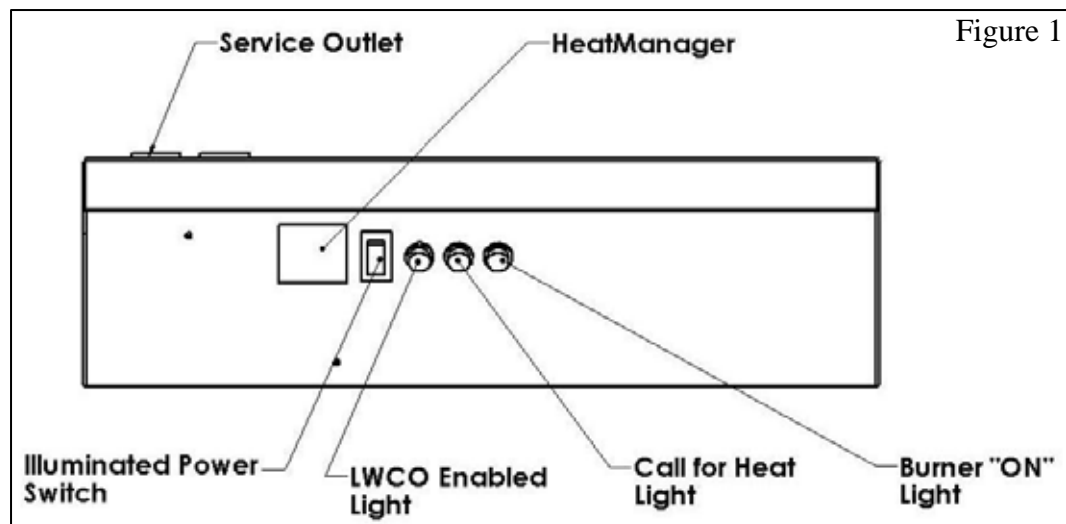 Figure 1
Service Outlet
HeatManager
Illuminated Power
Switch
LWCO Enabled
Light
Call for Heat
Light
Burner "ON"
Light